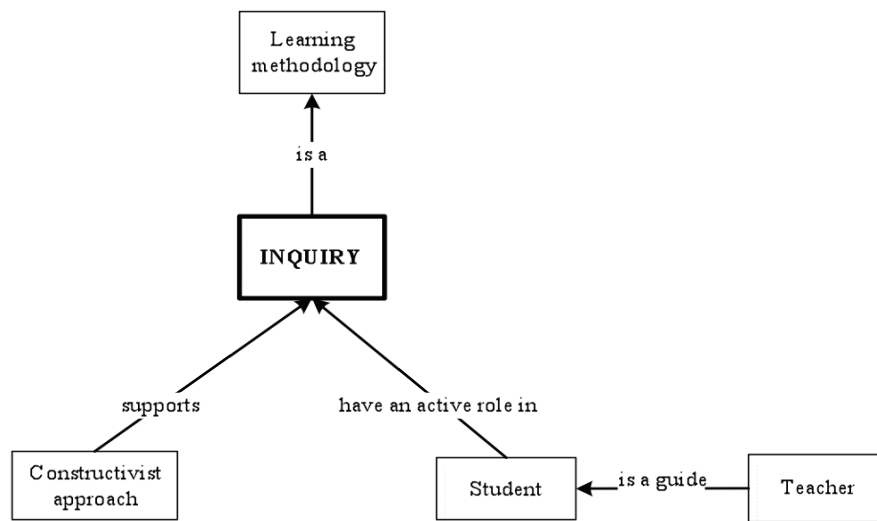 Learning
methodology
is a
INQUIRY
supports
have an active role in
Constructivist
approach
Student
is a guide
Teacher